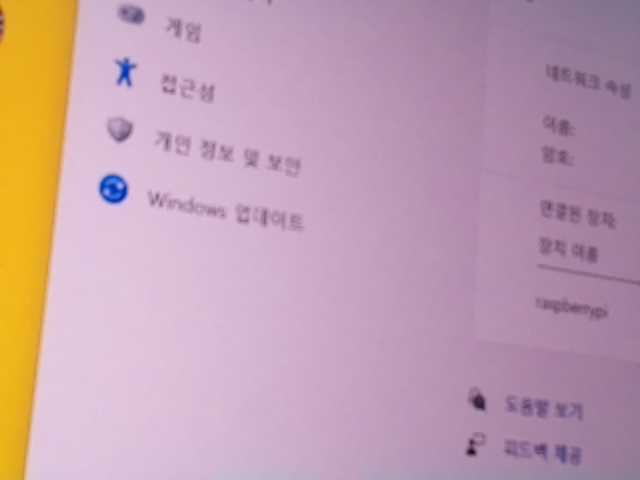 게임
접근성
개인 정보 및 보안
Windows 업데이트
네트워크 속성
이름:
암호:
연결된 장치:
장치 이름
raspberrypi
도움말 보기
피드백 제공